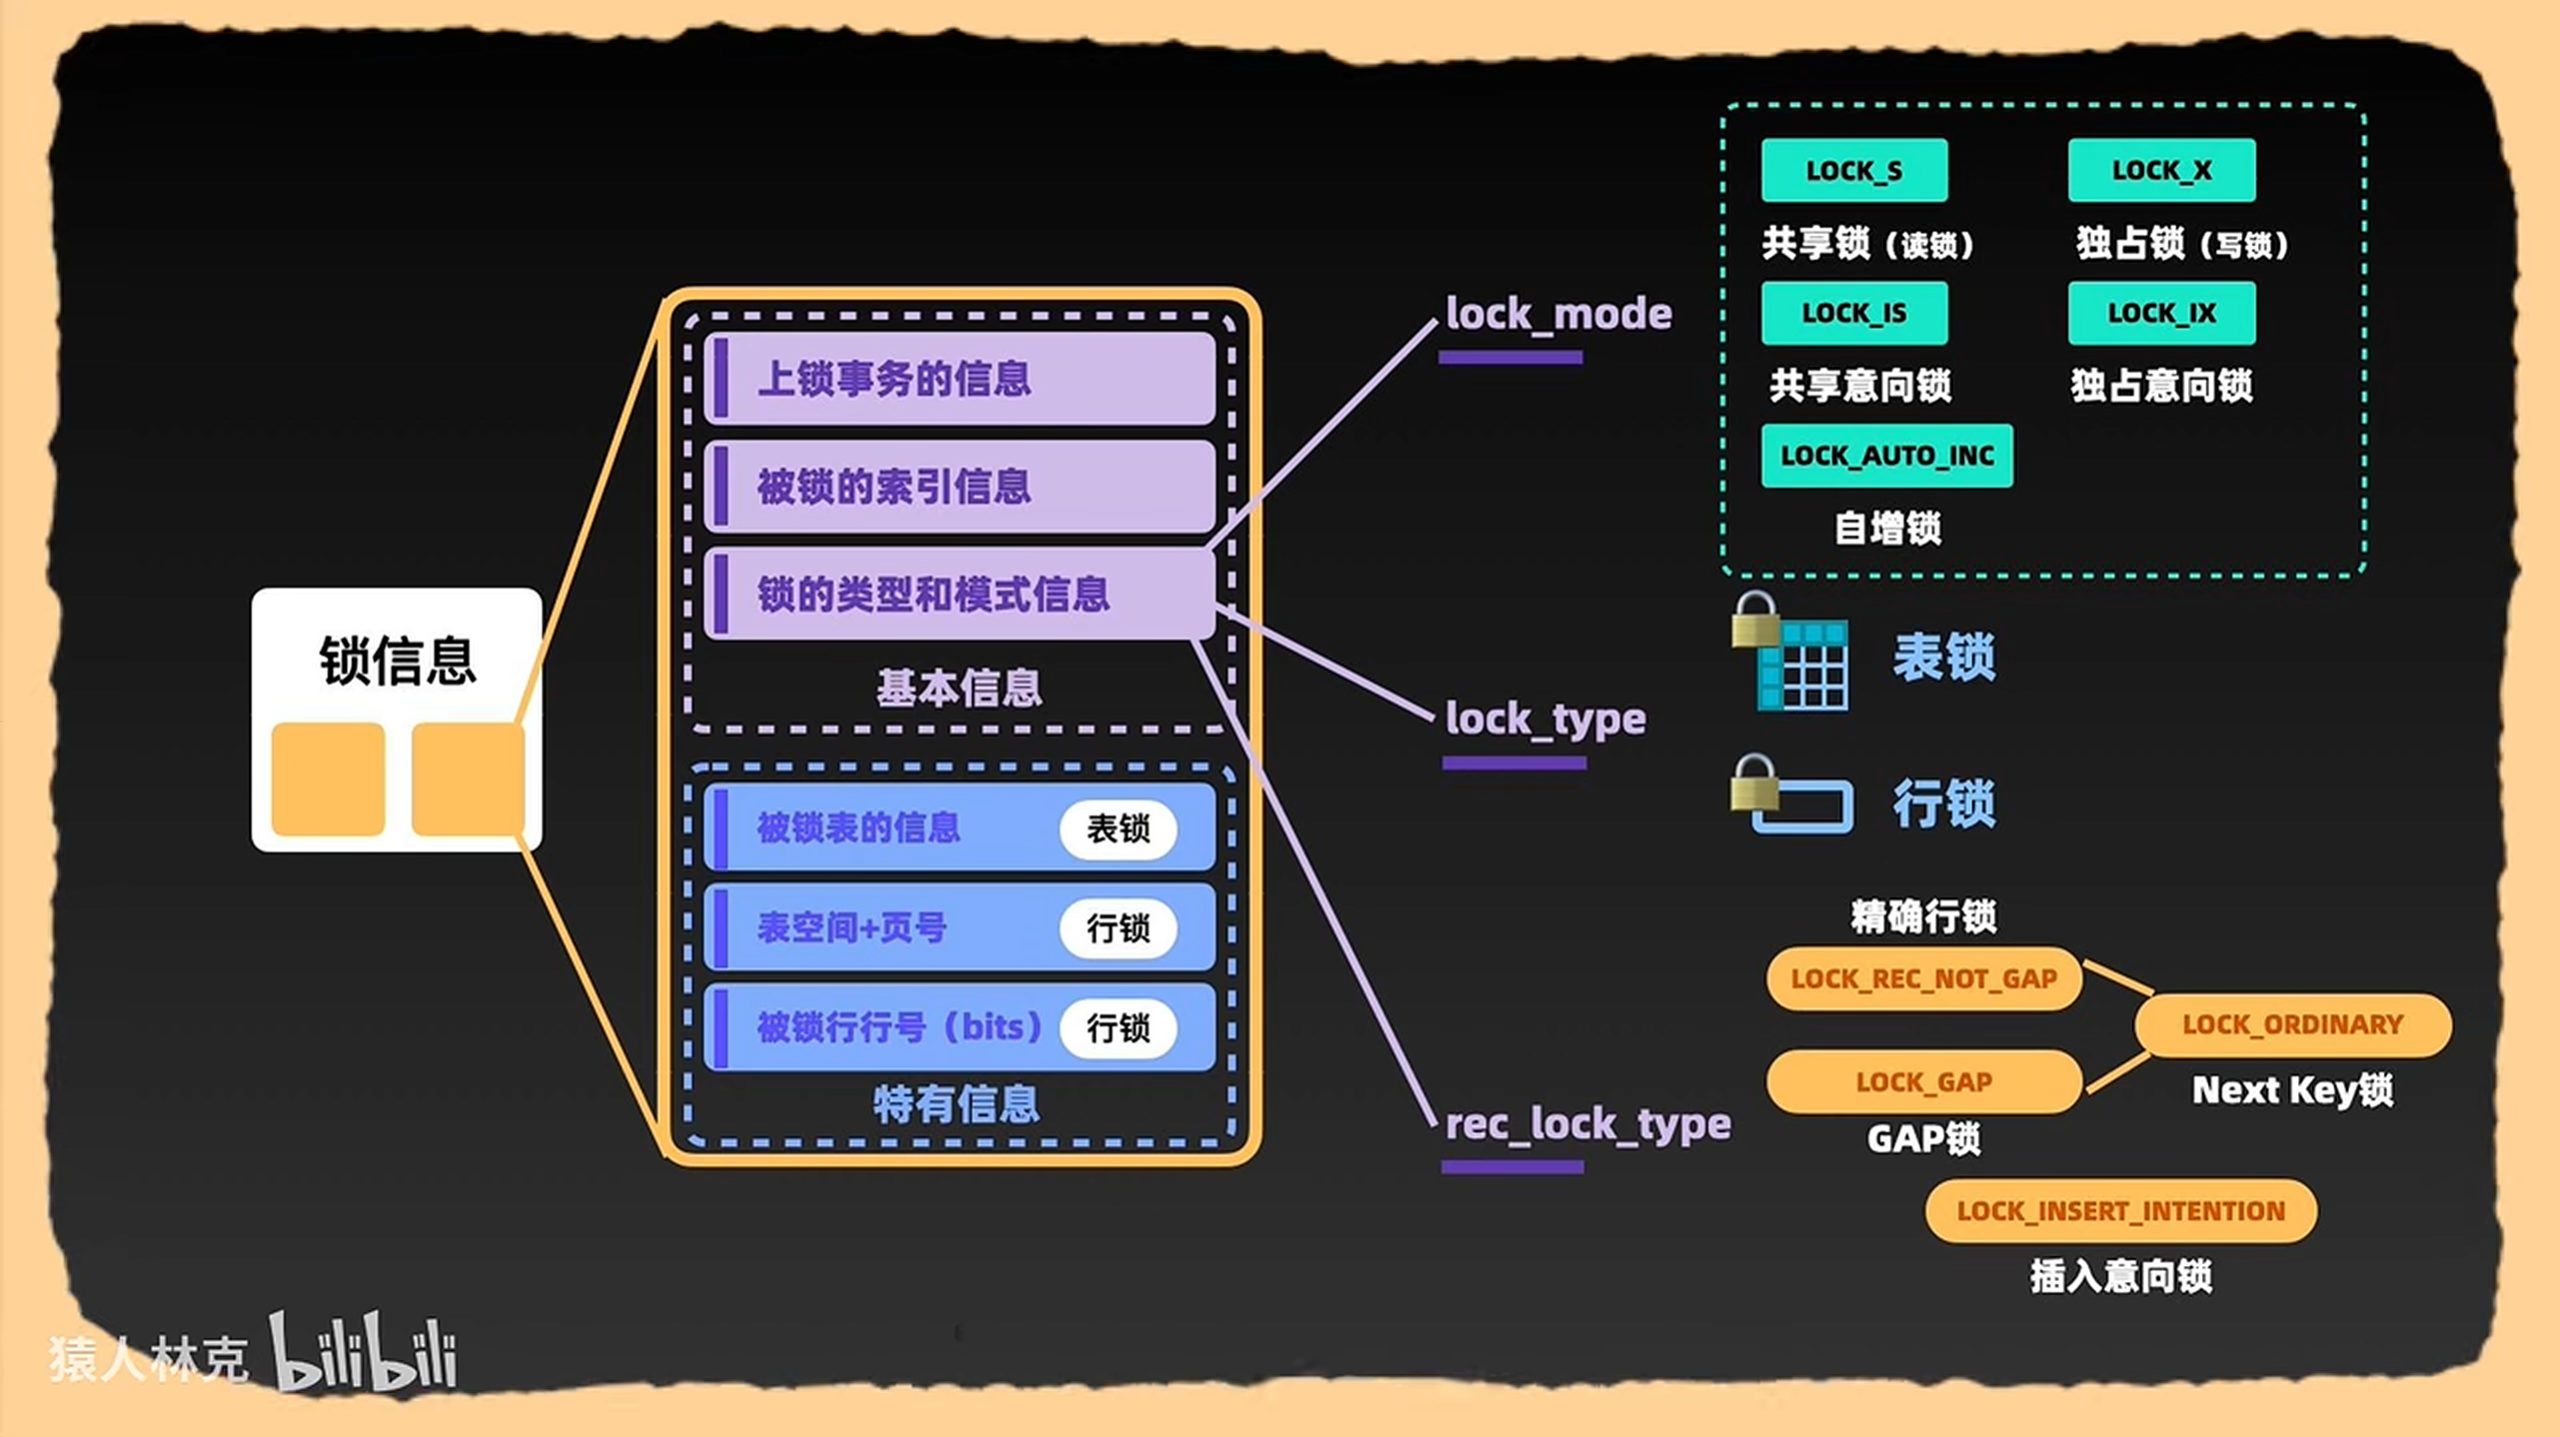 锁信息
上锁事务的信息
被锁的索引信息
锁的类型和模式信息
基本信息
被锁表的信息 表锁
表空间+页号 行锁
被锁行行号（bits） 行锁
特有信息
lock_mode
LOCK_S LOCK_X
共享锁（读锁） 独占锁（写锁）
LOCK_IS LOCK_IX
共享意向锁 独占意向锁
LOCK_AUTO_INC
自增锁
lock_type
表锁
行锁
rec_lock_type
精确行锁
LOCK_REC_NOT_GAP
LOCK_ORDINARY
Next Key锁
LOCK_GAP
GAP锁
LOCK_INSERT_INTENTION
插入意向锁
猿人林克 bilibili